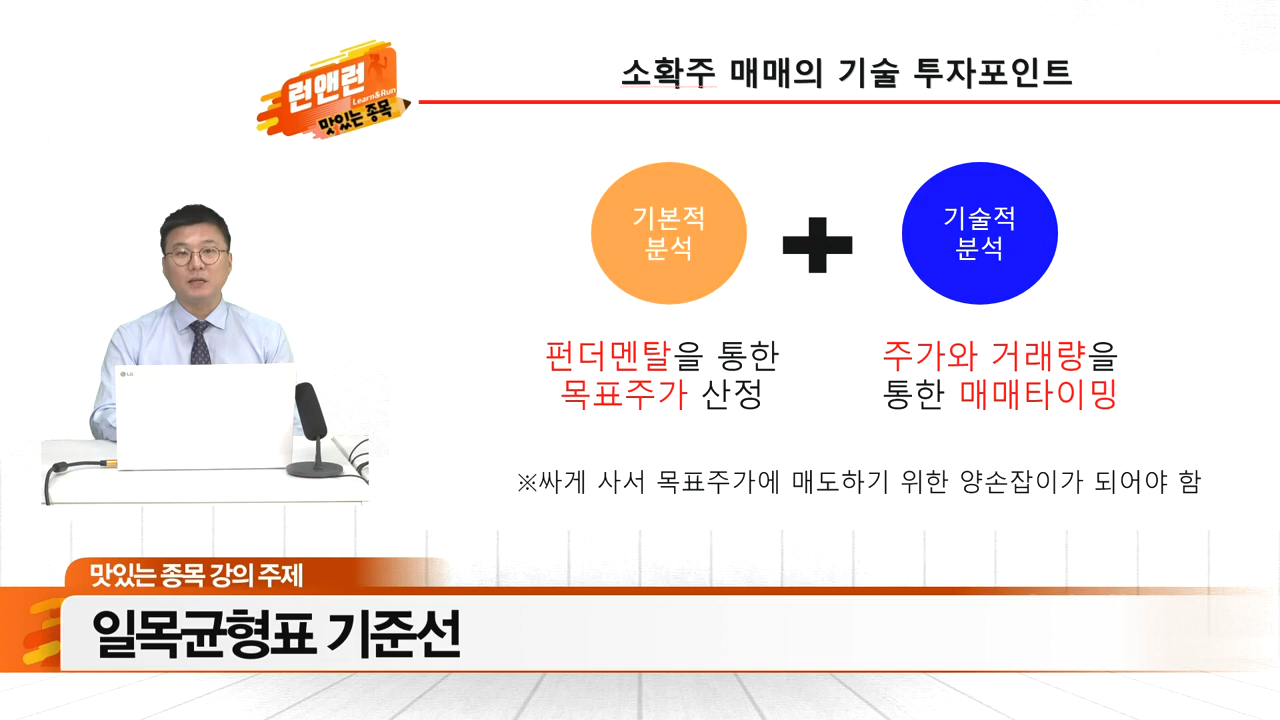 런앤런
Learn&Run
맛있는 종목
소확주 매매의 기술 투자포인트
기본적
분석
기술적
분석
펀더멘탈을 통한
목표주가 산정
주가와 거래량을
통한 매매타이밍
※싸게 사서 목표주가에 매도하기 위한 양손잡이가 되어야 함
LG
맛있는 종목 강의 주제
일목균형표 기준선